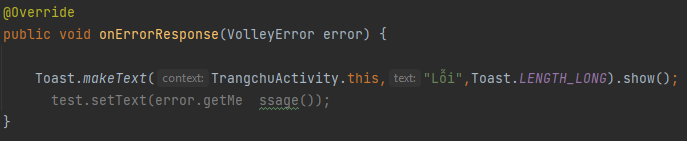 @Override
public void onErrorResponse(VolleyError error) {
Toast.makeText( context: TrangchuActivity.this, text: "Lỗi",Toast.LENGTH_LONG).show();
test.setText(error.getMe  ssage());
}